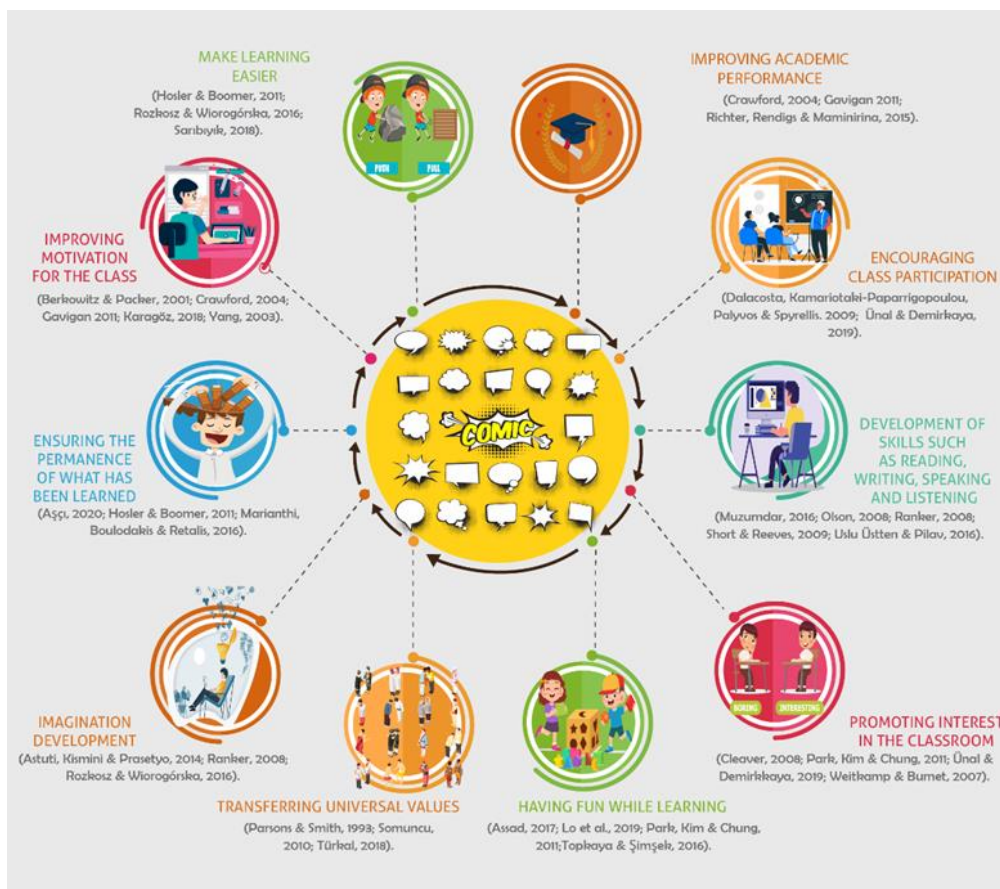 MAKE LEARNING
EASIER
(Hosler & Boomer, 2011;
Rozkosz & Wiorogórska, 2016;
Sarıbıyık, 2018).
PUSH
PULL
IMPROVING ACADEMIC
PERFORMANCE
(Crawford, 2004; Gavigan 2011;
Richter, Rendigs & Maminirina, 2015).
IMPROVING
MOTIVATION
FOR THE CLASS
(Berkowitz & Packer, 2001; Crawford, 2004;
Gavigan 2011; Karagöz, 2018; Yang, 2003).
ENCOURAGING
CLASS PARTICIPATION
(Dalacosta, Kamariotaki-Paparrigopoulou,
Palyvos & Spyrellis. 2009; Ünal & Demirkaya,
2019).
COMIC
ENSURING THE
PERMANENCE
OF WHAT HAS
BEEN LEARNED
(Aşçı, 2020; Hosler & Boomer, 2011; Marianthi,
Boulodakis & Retalis, 2016).
DEVELOPMENT OF
SKILLS SUCH
AS READING,
WRITING, SPEAKING
AND LISTENING
(Muzumdar, 2016; Olson, 2008; Ranker, 2008;
Short & Reeves, 2009; Uslu Üstten & Pilav, 2016).
IMAGINATION
DEVELOPMENT
(Astuti, Kismini & Prasetyo, 2014; Ranker, 2008;
Rozkosz & Wiorogórska, 2016).
BORING
INTERESTING
PROMOTING INTEREST
IN THE CLASSROOM
(Cleaver, 2008; Park, Kim & Chung, 2011; Ünal &
Demirkkaya, 2019; Weitkamp & Burnet, 2007).
TRANSFERRING UNIVERSAL VALUES
(Parsons & Smith, 1993; Somuncu,
2010; Türkal, 2018).
HAVING FUN WHILE LEARNING
(Assad, 2017; Lo et al., 2019; Park, Kim & Chung,
2011;Topkaya & Şimşek, 2016).